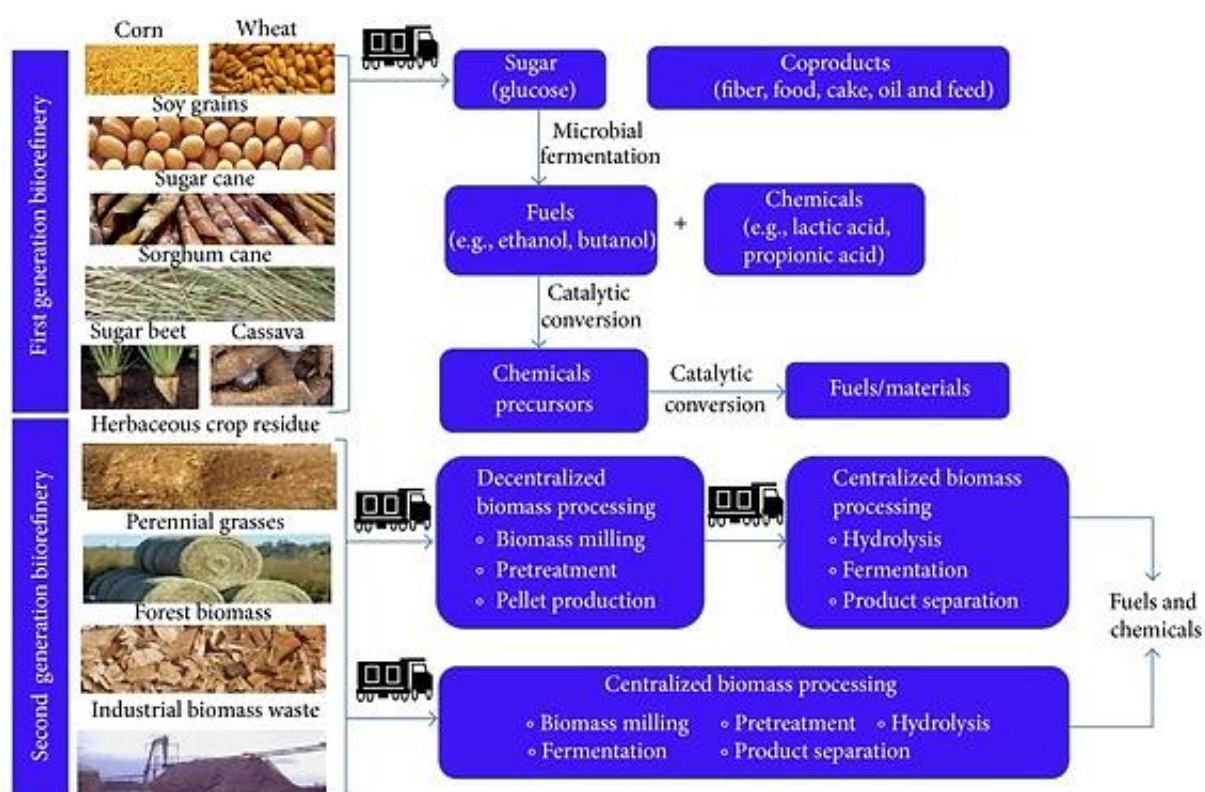 First generation biiorefinery
Corn
Wheat
Soy grains
Sugar cane
Sorghum cane
Sugar beet
Cassava
Sugar
(glucose)
Coproducts
(fiber, food, cake, oil and feed)
Microbial
fermentation
Fuels
(e.g., ethanol, butanol)
+
Chemicals
(e.g., lactic acid,
propionic acid)
Catalytic
conversion
Chemicals
precursors
Catalytic
conversion
Fuels/materials
Second generation biorefinery
Herbaceous crop residue
Perennial grasses
Forest biomass
Industrial biomass waste
Decentralized
biomass processing
◦ Biomass milling
◦ Pretreatment
◦ Pellet production
Centralized biomass
processing
◦ Hydrolysis
◦ Fermentation
◦ Product separation
Centralized biomass processing
◦ Biomass milling ◦ Pretreatment ◦ Hydrolysis
◦ Fermentation ◦ Product separation
Fuels and
chemicals